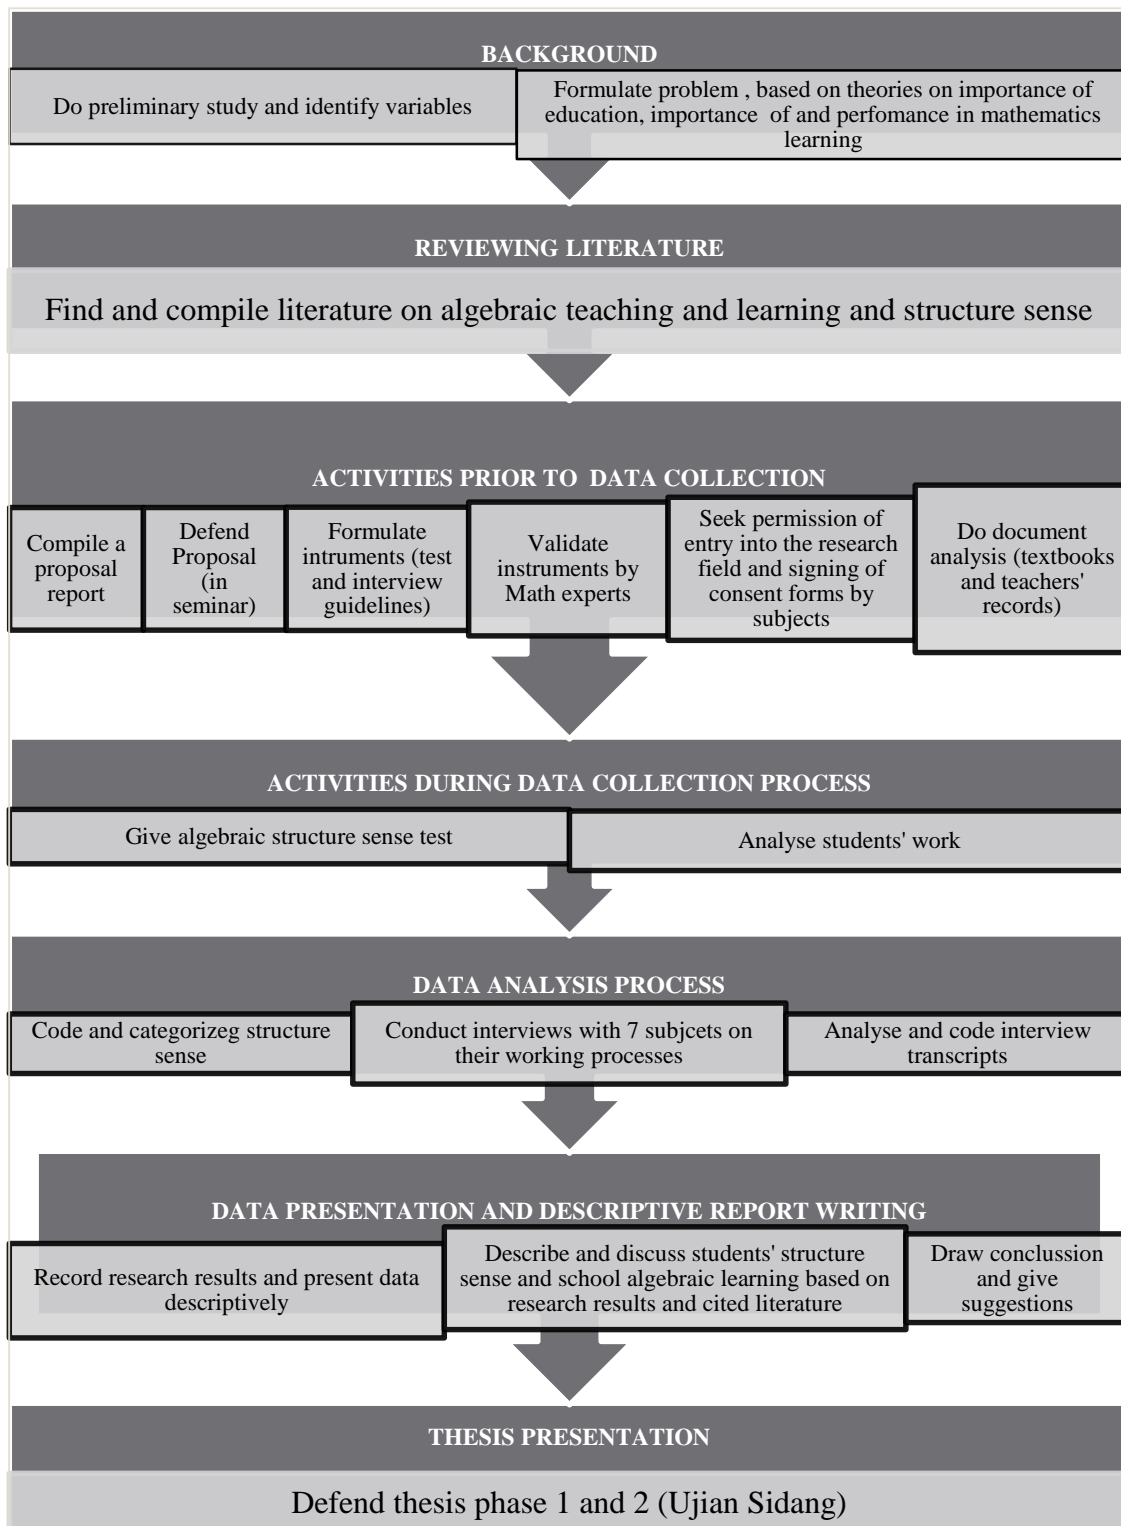 BACKGROUND
Do preliminary study and identify variables
Formulate problem , based on theories on importance of
education, importance of and perfomance in mathematics
learning
REVIEWING LITERATURE
Find and compile literature on algebraic teaching and learning and structure sense
ACTIVITIES PRIOR TO DATA COLLECTION
Compile a
proposal
report
Defend
Proposal
(in
seminar)
Formulate
intruments (test
and interview
guidelines)
Validate
instruments by
Math experts
Seek permission of
entry into the research
field and signing of
consent forms by
subjects
Do document
analysis (textbooks
and teachers'
records)
ACTIVITIES DURING DATA COLLECTION PROCESS
Give algebraic structure sense test
Analyse students' work
DATA ANALYSIS PROCESS
Code and categorizeg structure
sense
Conduct interviews with 7 subjcets on
their working processes
Analyse and code interview
transcripts
DATA PRESENTATION AND DESCRIPTIVE REPORT WRITING
Record research results and present data
descriptively
Describe and discuss students' structure
sense and school algebraic learning based on
research results and cited literature
Draw conclussion
and give
suggestions
THESIS PRESENTATION
Defend thesis phase 1 and 2 (Ujian Sidang)